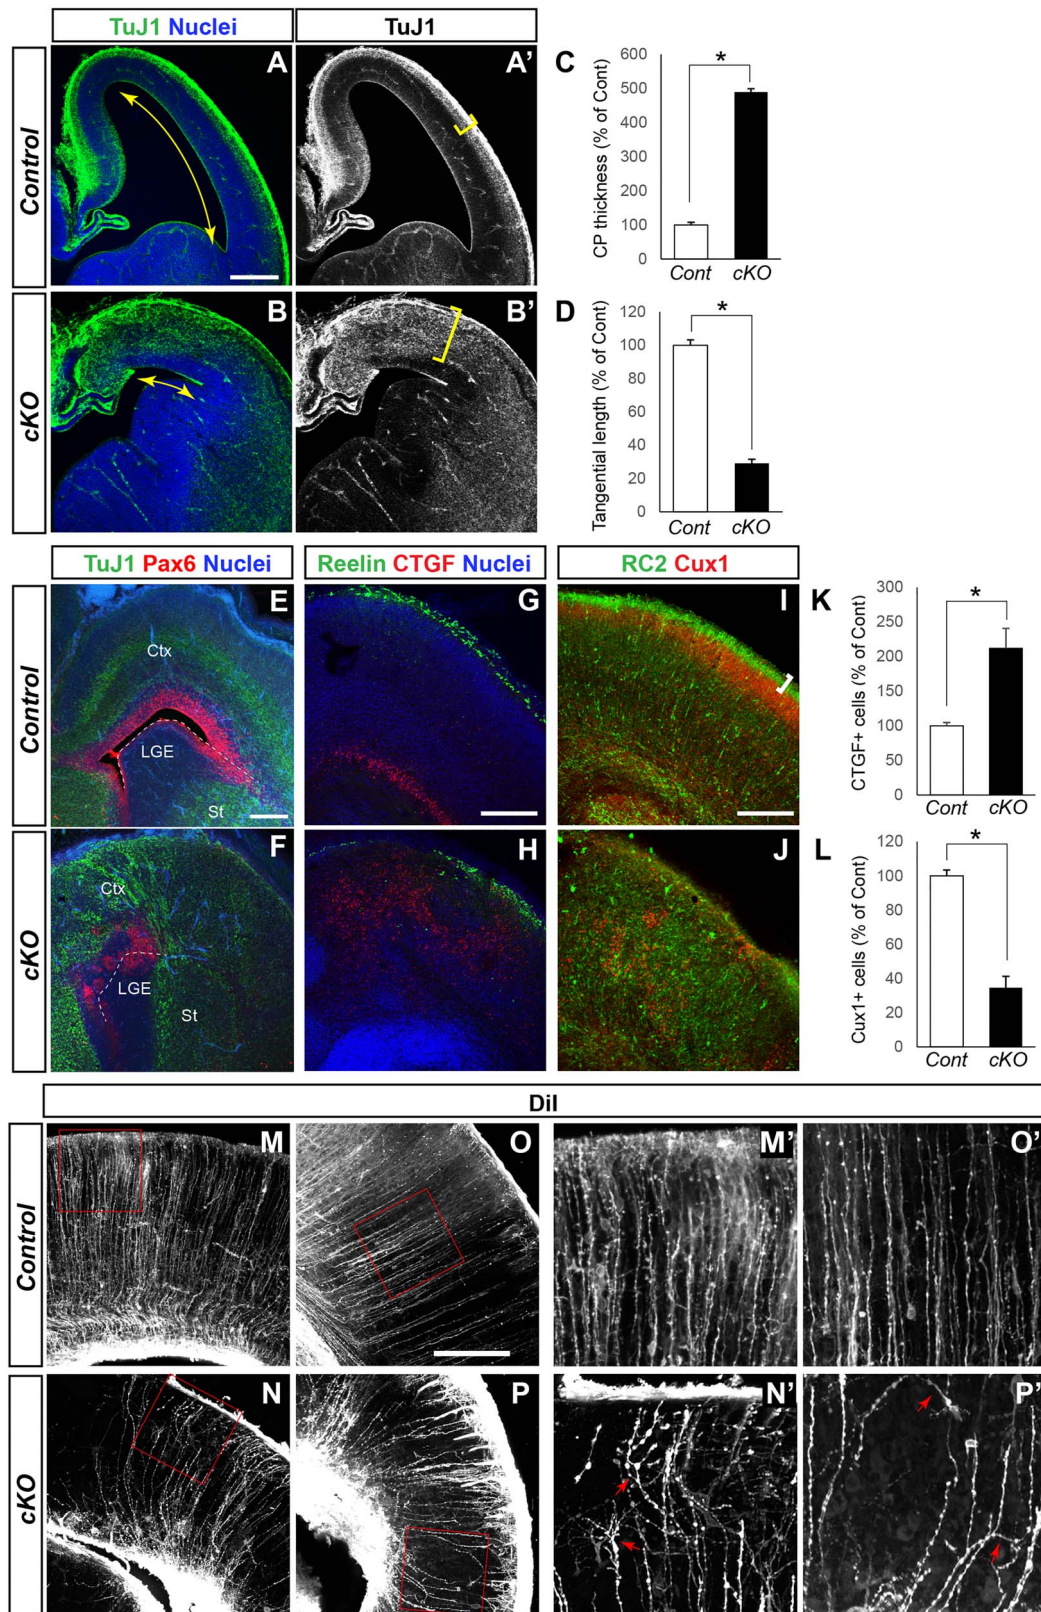 TuJ1 Nuclei
TuJ1
Control
A
A'
C
CP thickness (% of Cont)
600
500
400
300
200
100
0
*
Cont
cKO
cKO
B
B'
D
Tangential length (% of Cont)
120
100
80
60
40
20
0
*
Cont
cKO
TuJ1 Pax6 Nuclei
Reelin CTGF Nuclei
RC2 Cux1
Control
E
Ctx
LGE
St
G
I
K
CTGF+ cells (% of Cont)
300
250
200
150
100
50
0
*
Cont
cKO
cKO
F
Ctx
LGE
St
H
J
L
Cux1+ cells (% of Cont)
120
100
80
60
40
20
0
*
Cont
cKO
DiI
Control
M
O
M'
O'
cKO
N
P
N'
P'